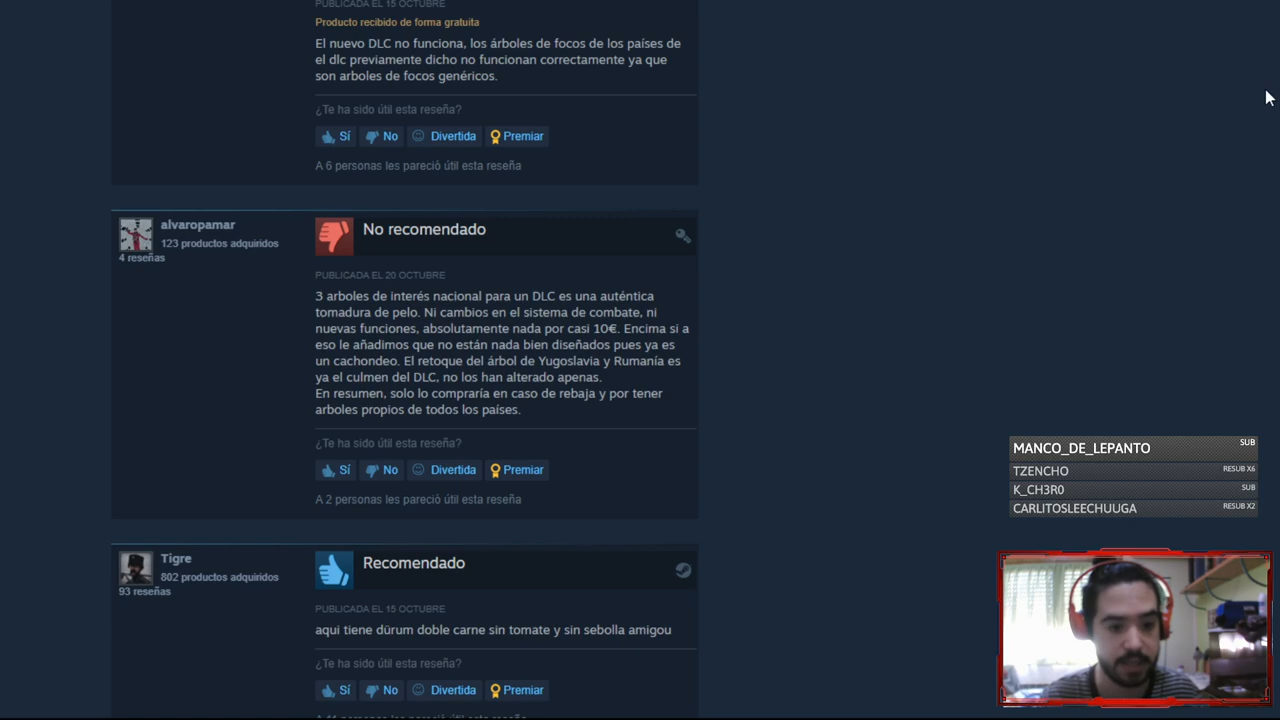 PUBLICADA EL 15 OCTUBRE
Producto recibido de forma gratuita
El nuevo DLC no funciona, los árboles de focos de los países de
el dlc previamente dicho no funcionan correctamente ya que
son arboles de focos genéricos.
¿Te ha sido útil esta reseña?
Sí No Divertida Premiar
A 6 personas les pareció útil esta reseña
alvaropamar
123 productos adquiridos
4 reseñas
No recomendado
PUBLICADA EL 20 OCTUBRE
3 arboles de interés nacional para un DLC es una auténtica
tomadura de pelo. Ni cambios en el sistema de combate, ni
nuevas funciones, absolutamente nada por casi 10€. Encima si a
eso le añadimos que no están nada bien diseñados pues ya es
un cachondeo. El retoque del árbol de Yugoslavia y Rumanía es
ya el culmen del DLC, no los han alterado apenas.
En resumen, solo lo compraría en caso de rebaja y por tener
arboles propios de todos los países.
¿Te ha sido útil esta reseña?
Sí No Divertida Premiar
A 2 personas les pareció útil esta reseña
Tigre
802 productos adquiridos
93 reseñas
Recomendado
PUBLICADA EL 15 OCTUBRE
aqui tiene dürum doble carne sin tomate y sin sebolla amigou
¿Te ha sido útil esta reseña?
Sí No Divertida Premiar
MANCO_DE_LEPANTO SUB
TZENCHO RESUB X6
K_CH3R0 SUB
CARLITOSLEECHUUGA RESUB X2